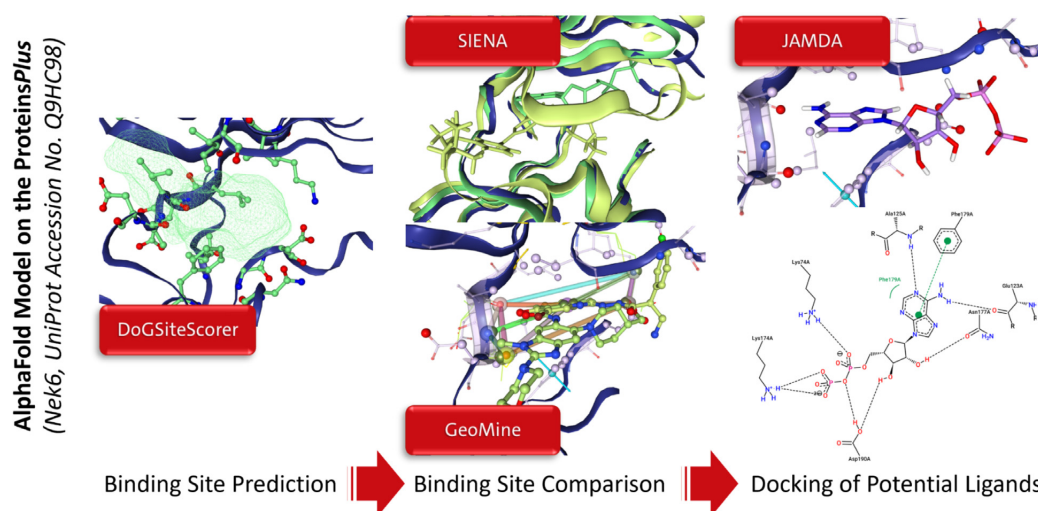 AlphaFold Model on the ProteinsPlus
(Nek6, UniProt Accession No. Q9HC98)
DoGSiteScorer
SIENA
GeoMine
JAMDA
Ala125A
Phe179A
R
O
N
R
H
Lys74A
Phe179A
Glu123A
Asn177A
Lys174A
Asp190A
Binding Site Prediction
Binding Site Comparison
Docking of Potential Ligands